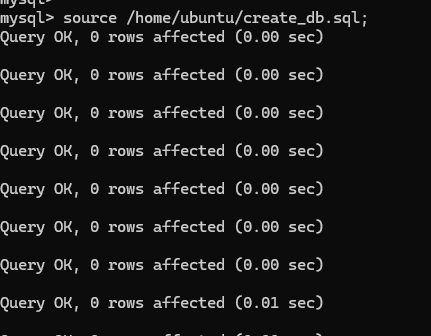 mysql>
mysql> source /home/ubuntu/create_db.sql;
Query OK, 0 rows affected (0.00 sec)
Query OK, 0 rows affected (0.00 sec)
Query OK, 0 rows affected (0.00 sec)
Query OK, 0 rows affected (0.00 sec)
Query OK, 0 rows affected (0.00 sec)
Query OK, 0 rows affected (0.00 sec)
Query OK, 0 rows affected (0.00 sec)
Query OK, 0 rows affected (0.01 sec)